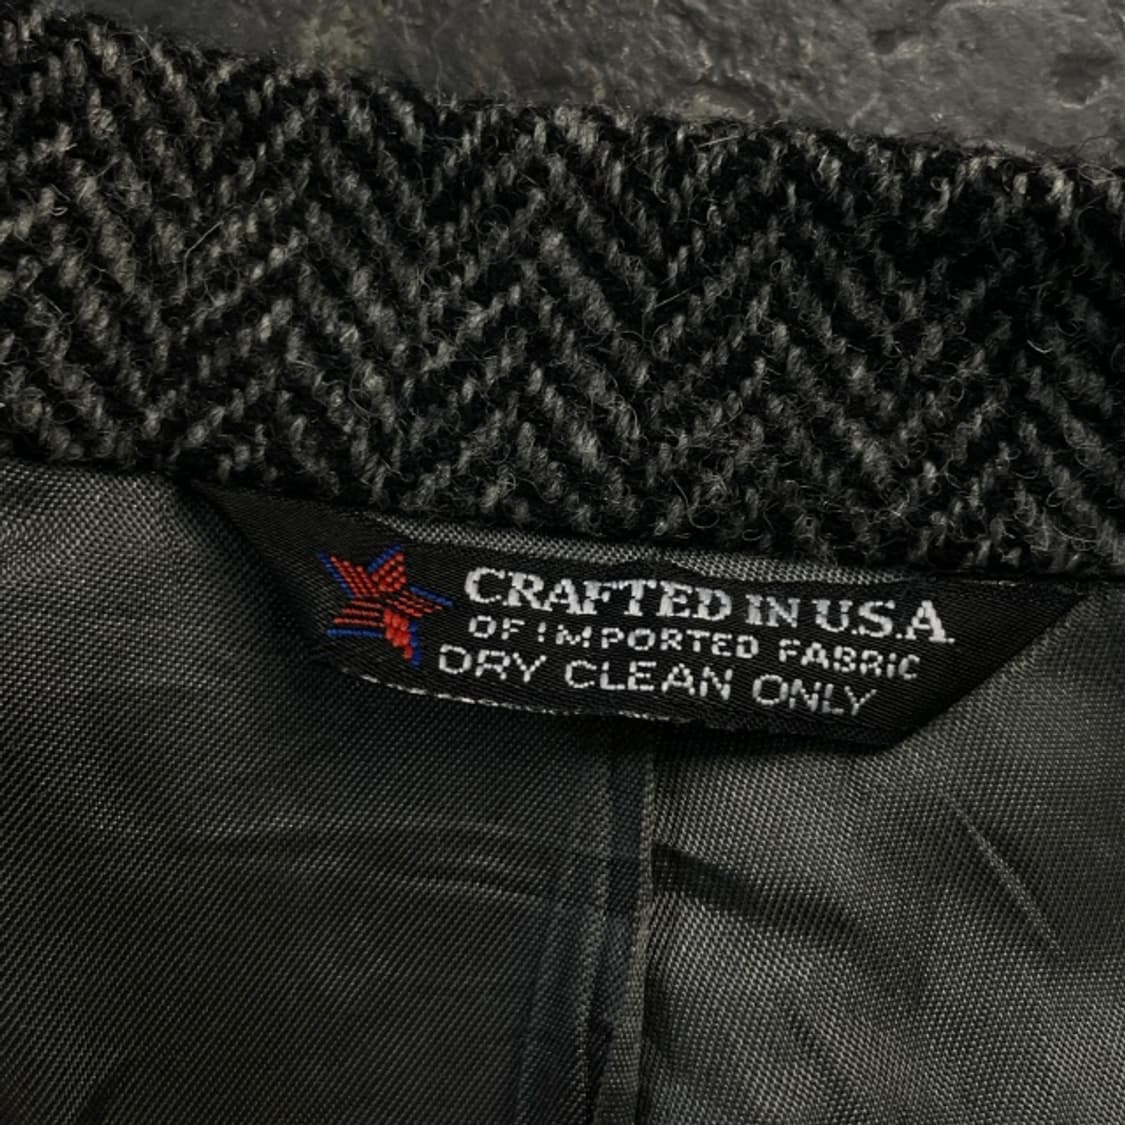 CRAFTED IN U.S.A.
OF IMPORTED FABRIC
DRY CLEAN ONLY